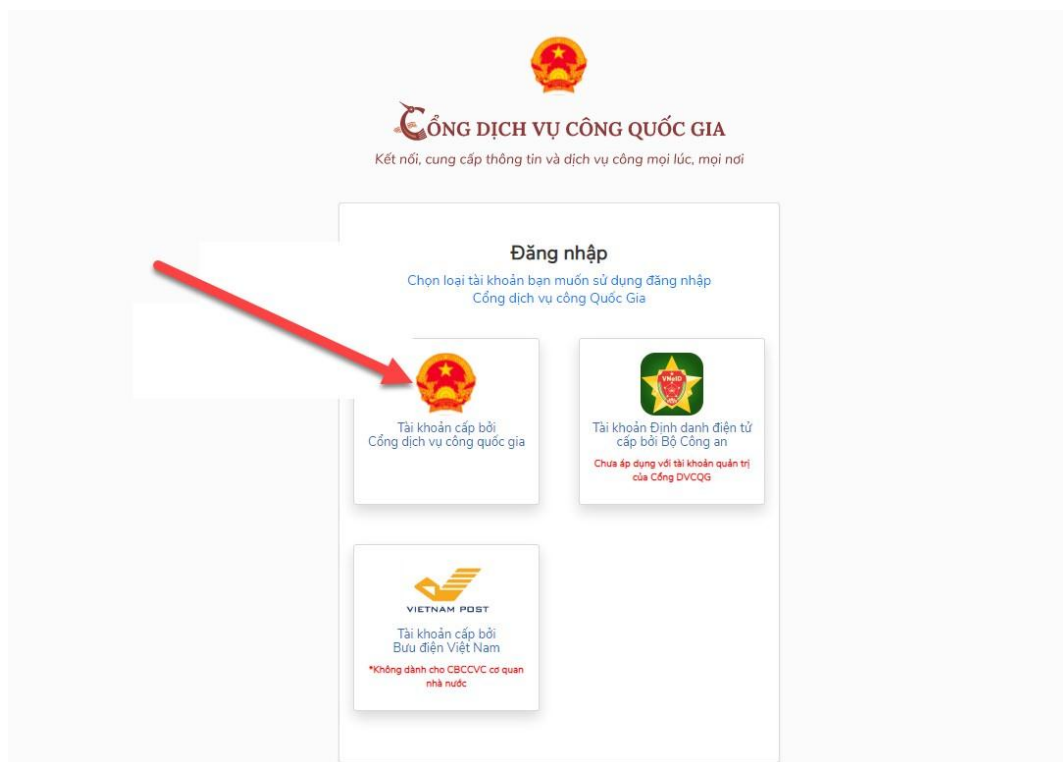 CỔNG DỊCH VỤ CÔNG QUỐC GIA
Kết nối, cung cấp thông tin và dịch vụ công mọi lúc, mọi nơi
Đăng nhập
Chọn loại tài khoản bạn muốn sử dụng đăng nhập
Cổng dịch vụ công Quốc Gia
Tài khoản cấp bởi
Cổng dịch vụ công quốc gia
VNeID
Tài khoản Định danh điện tử
cấp bởi Bộ Công an
Chưa áp dụng với tài khoản quản trị
của Cổng DVCQG
VIETNAM POST
Tài khoản cấp bởi
Bưu điện Việt Nam
*Không dành cho CBCCVC cơ quan
nhà nước